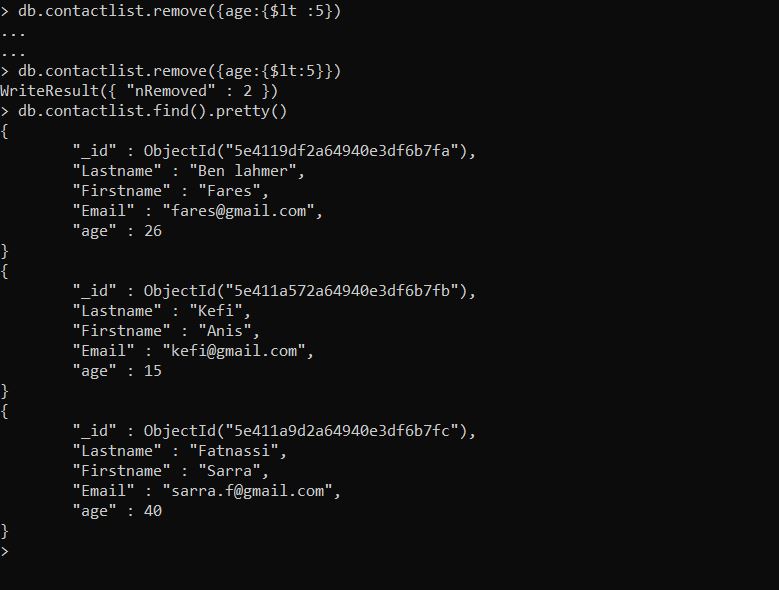 > db.contactlist.remove({age:{$lt :5})
...
...
> db.contactlist.remove({age:{$lt:5}})
WriteResult({ "nRemoved" : 2 })
> db.contactlist.find().pretty()
{
        "_id" : ObjectId("5e4119df2a64940e3df6b7fa"),
        "Lastname" : "Ben lahmer",
        "Firstname" : "Fares",
        "Email" : "fares@gmail.com",
        "age" : 26
}
{
        "_id" : ObjectId("5e411a572a64940e3df6b7fb"),
        "Lastname" : "Kefi",
        "Firstname" : "Anis",
        "Email" : "kefi@gmail.com",
        "age" : 15
}
{
        "_id" : ObjectId("5e411a9d2a64940e3df6b7fc"),
        "Lastname" : "Fatnassi",
        "Firstname" : "Sarra",
        "Email" : "sarra.f@gmail.com",
        "age" : 40
}
>